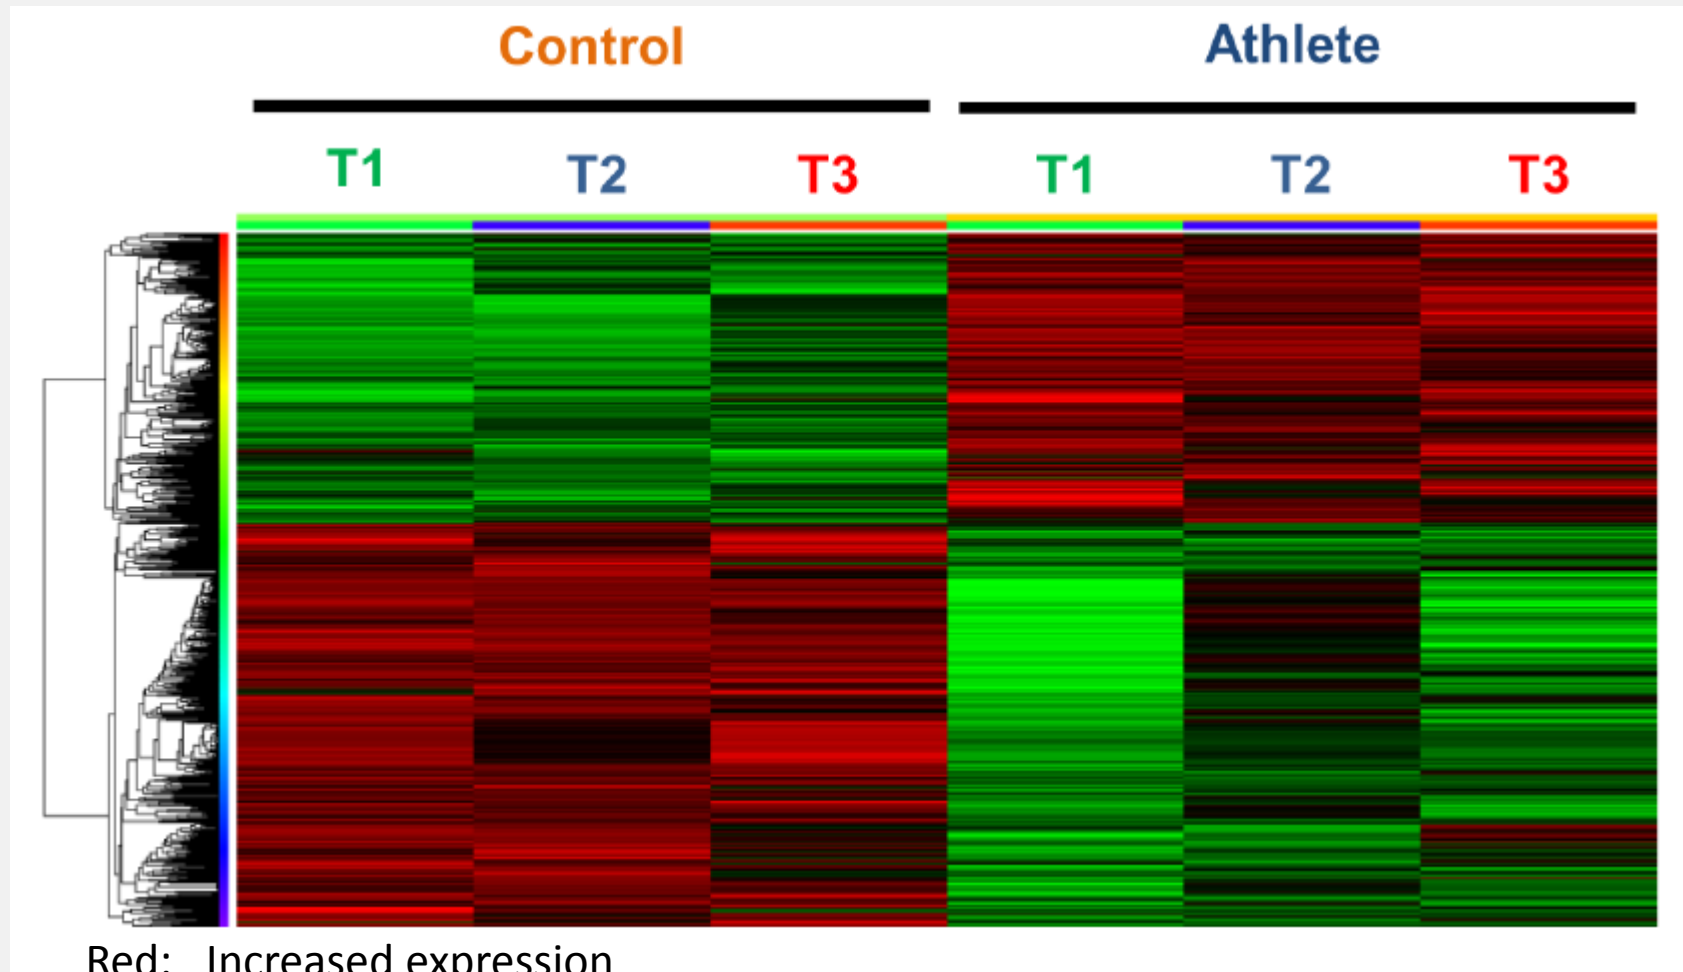 Control Athlete
T1 T2 T3 T1 T2 T3
Red: Increased expression